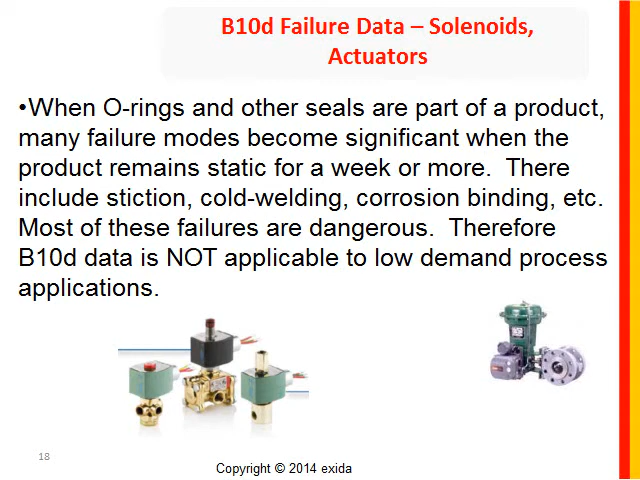 B10d Failure Data – Solenoids,
Actuators
•When O-rings and other seals are part of a product,
many failure modes become significant when the
product remains static for a week or more.  There
include stiction, cold-welding, corrosion binding, etc.
Most of these failures are dangerous.  Therefore
B10d data is NOT applicable to low demand process
applications.
18
Copyright © 2014 exida